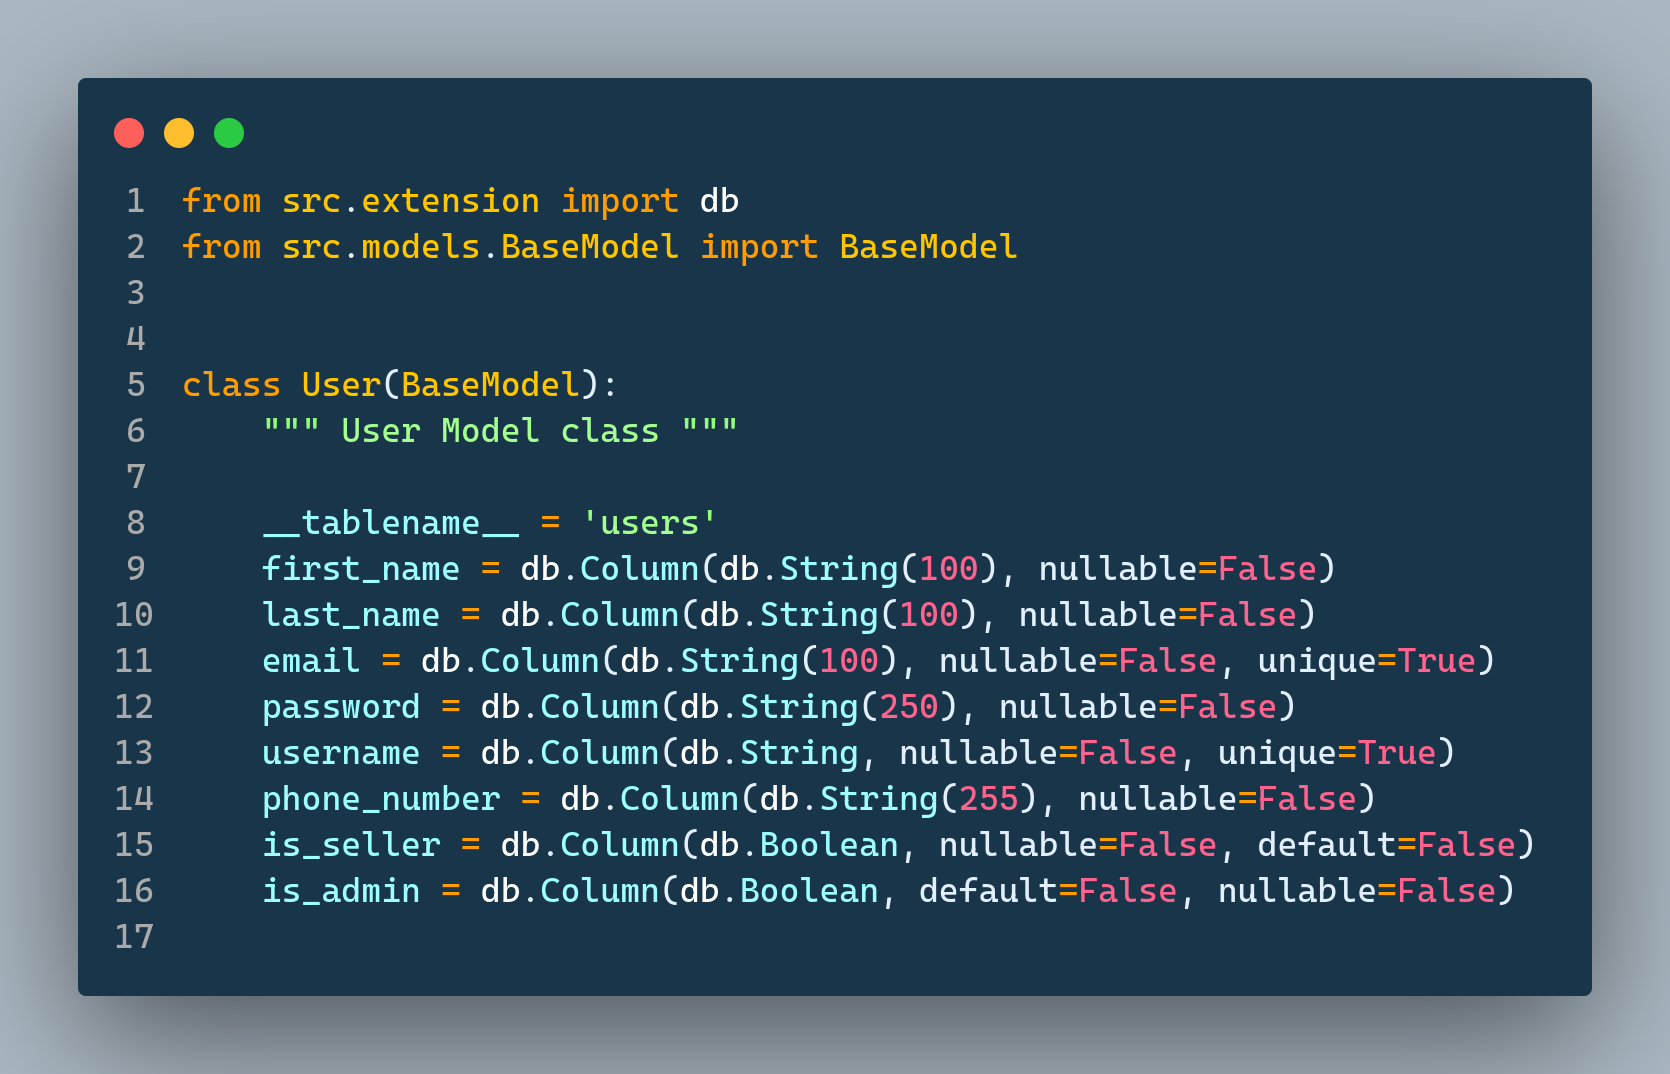 1 from src.extension import db
2 from src.models.BaseModel import BaseModel
3
4
5 class User(BaseModel):
6     """ User Model class """
7
8     __tablename__ = 'users'
9     first_name = db.Column(db.String(100), nullable=False)
10     last_name = db.Column(db.String(100), nullable=False)
11     email = db.Column(db.String(100), nullable=False, unique=True)
12     password = db.Column(db.String(250), nullable=False)
13     username = db.Column(db.String, nullable=False, unique=True)
14     phone_number = db.Column(db.String(255), nullable=False)
15     is_seller = db.Column(db.Boolean, nullable=False, default=False)
16     is_admin = db.Column(db.Boolean, default=False, nullable=False)
17